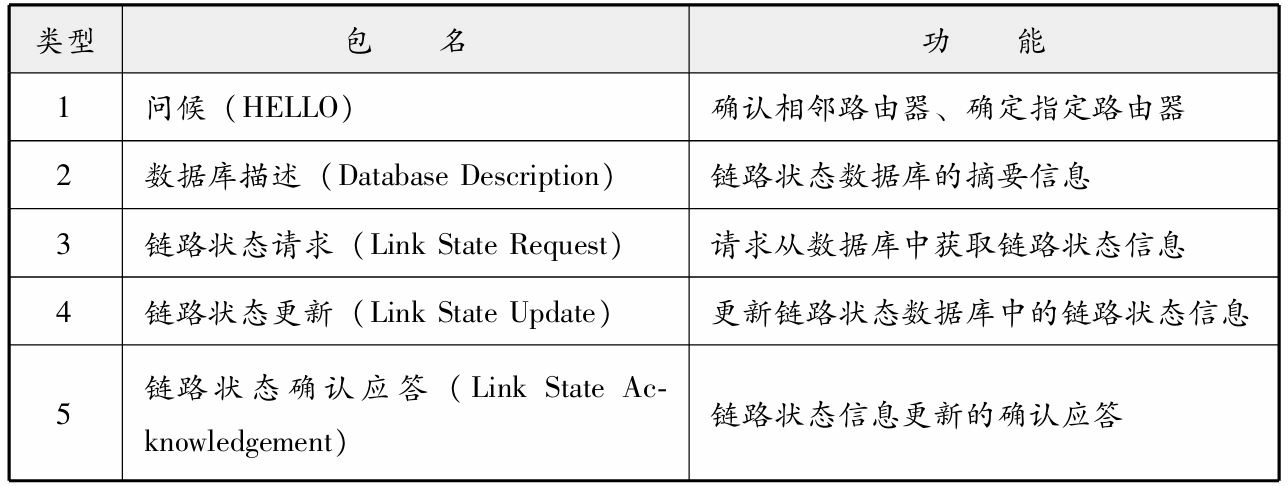 类型 包 名 功 能
1 问候（HELLO） 确认相邻路由器、确定指定路由器
2 数据库描述（Database Description） 链路状态数据库的摘要信息
3 链路状态请求（Link State Request） 请求从数据库中获取链路状态信息
4 链路状态更新（Link State Update） 更新链路状态数据库中的链路状态信息
5 链路状态确认应答（Link State Ac-
knowledgement） 链路状态信息更新的确认应答